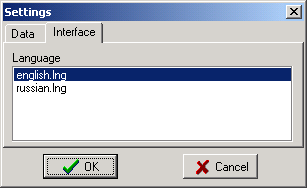 Settings
Data Interface
Language
english.lng
russian.lng
OK Cancel